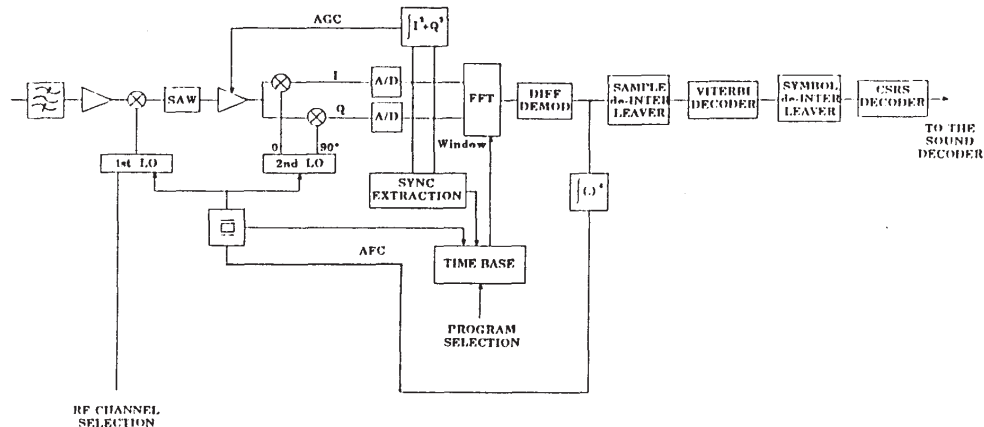 AGC
∫I²+Q²
I
A/D
SAW
Q
A/D
FFT
DIFF
DEMOD
SAMPLE
de-INTER
LEAVER
VITERBI
DECODER
SYMBOL
de-INTER
LEAVER
CSRS
DECODER
TO THE
SOUND
DECODER
0
90°
Window
1st LO
2nd LO
SYNC
EXTRACTION
∫(.)⁴
AFC
TIME BASE
PROGRAM
SELECTION
RF CHANNEL
SELECTION